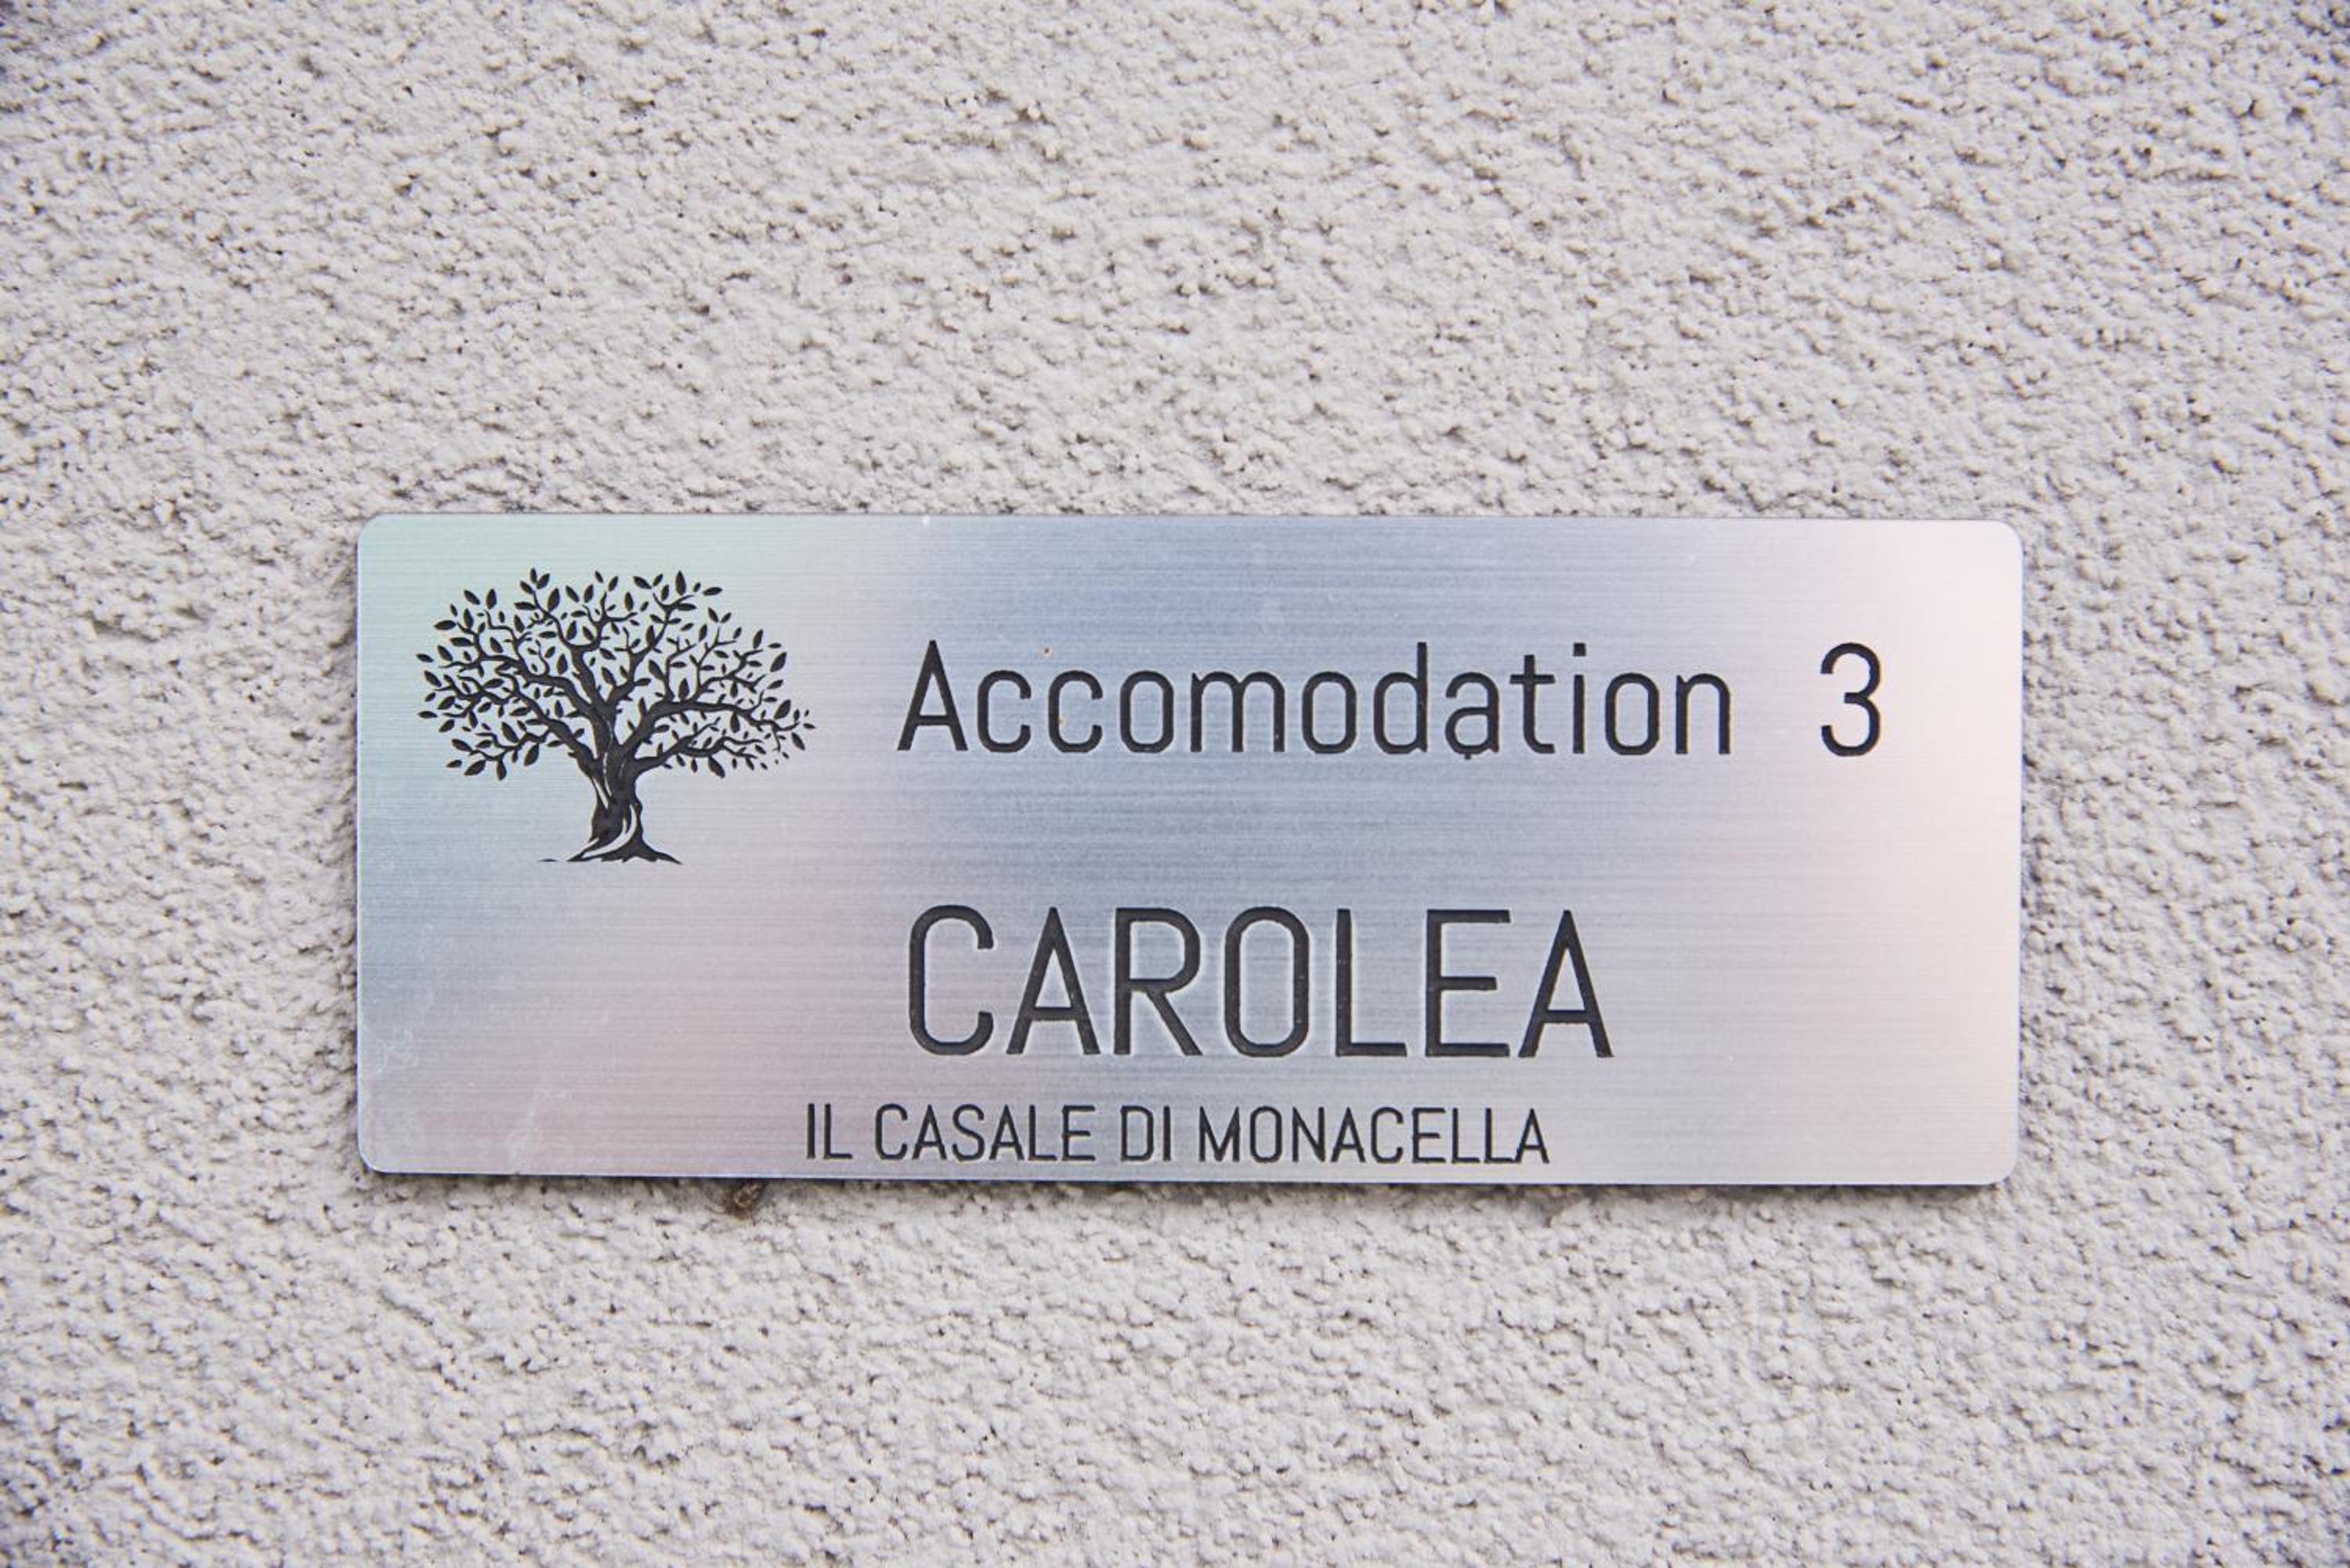 Accomodation 3
CAROLEA
IL CASALE DI MONACELLA